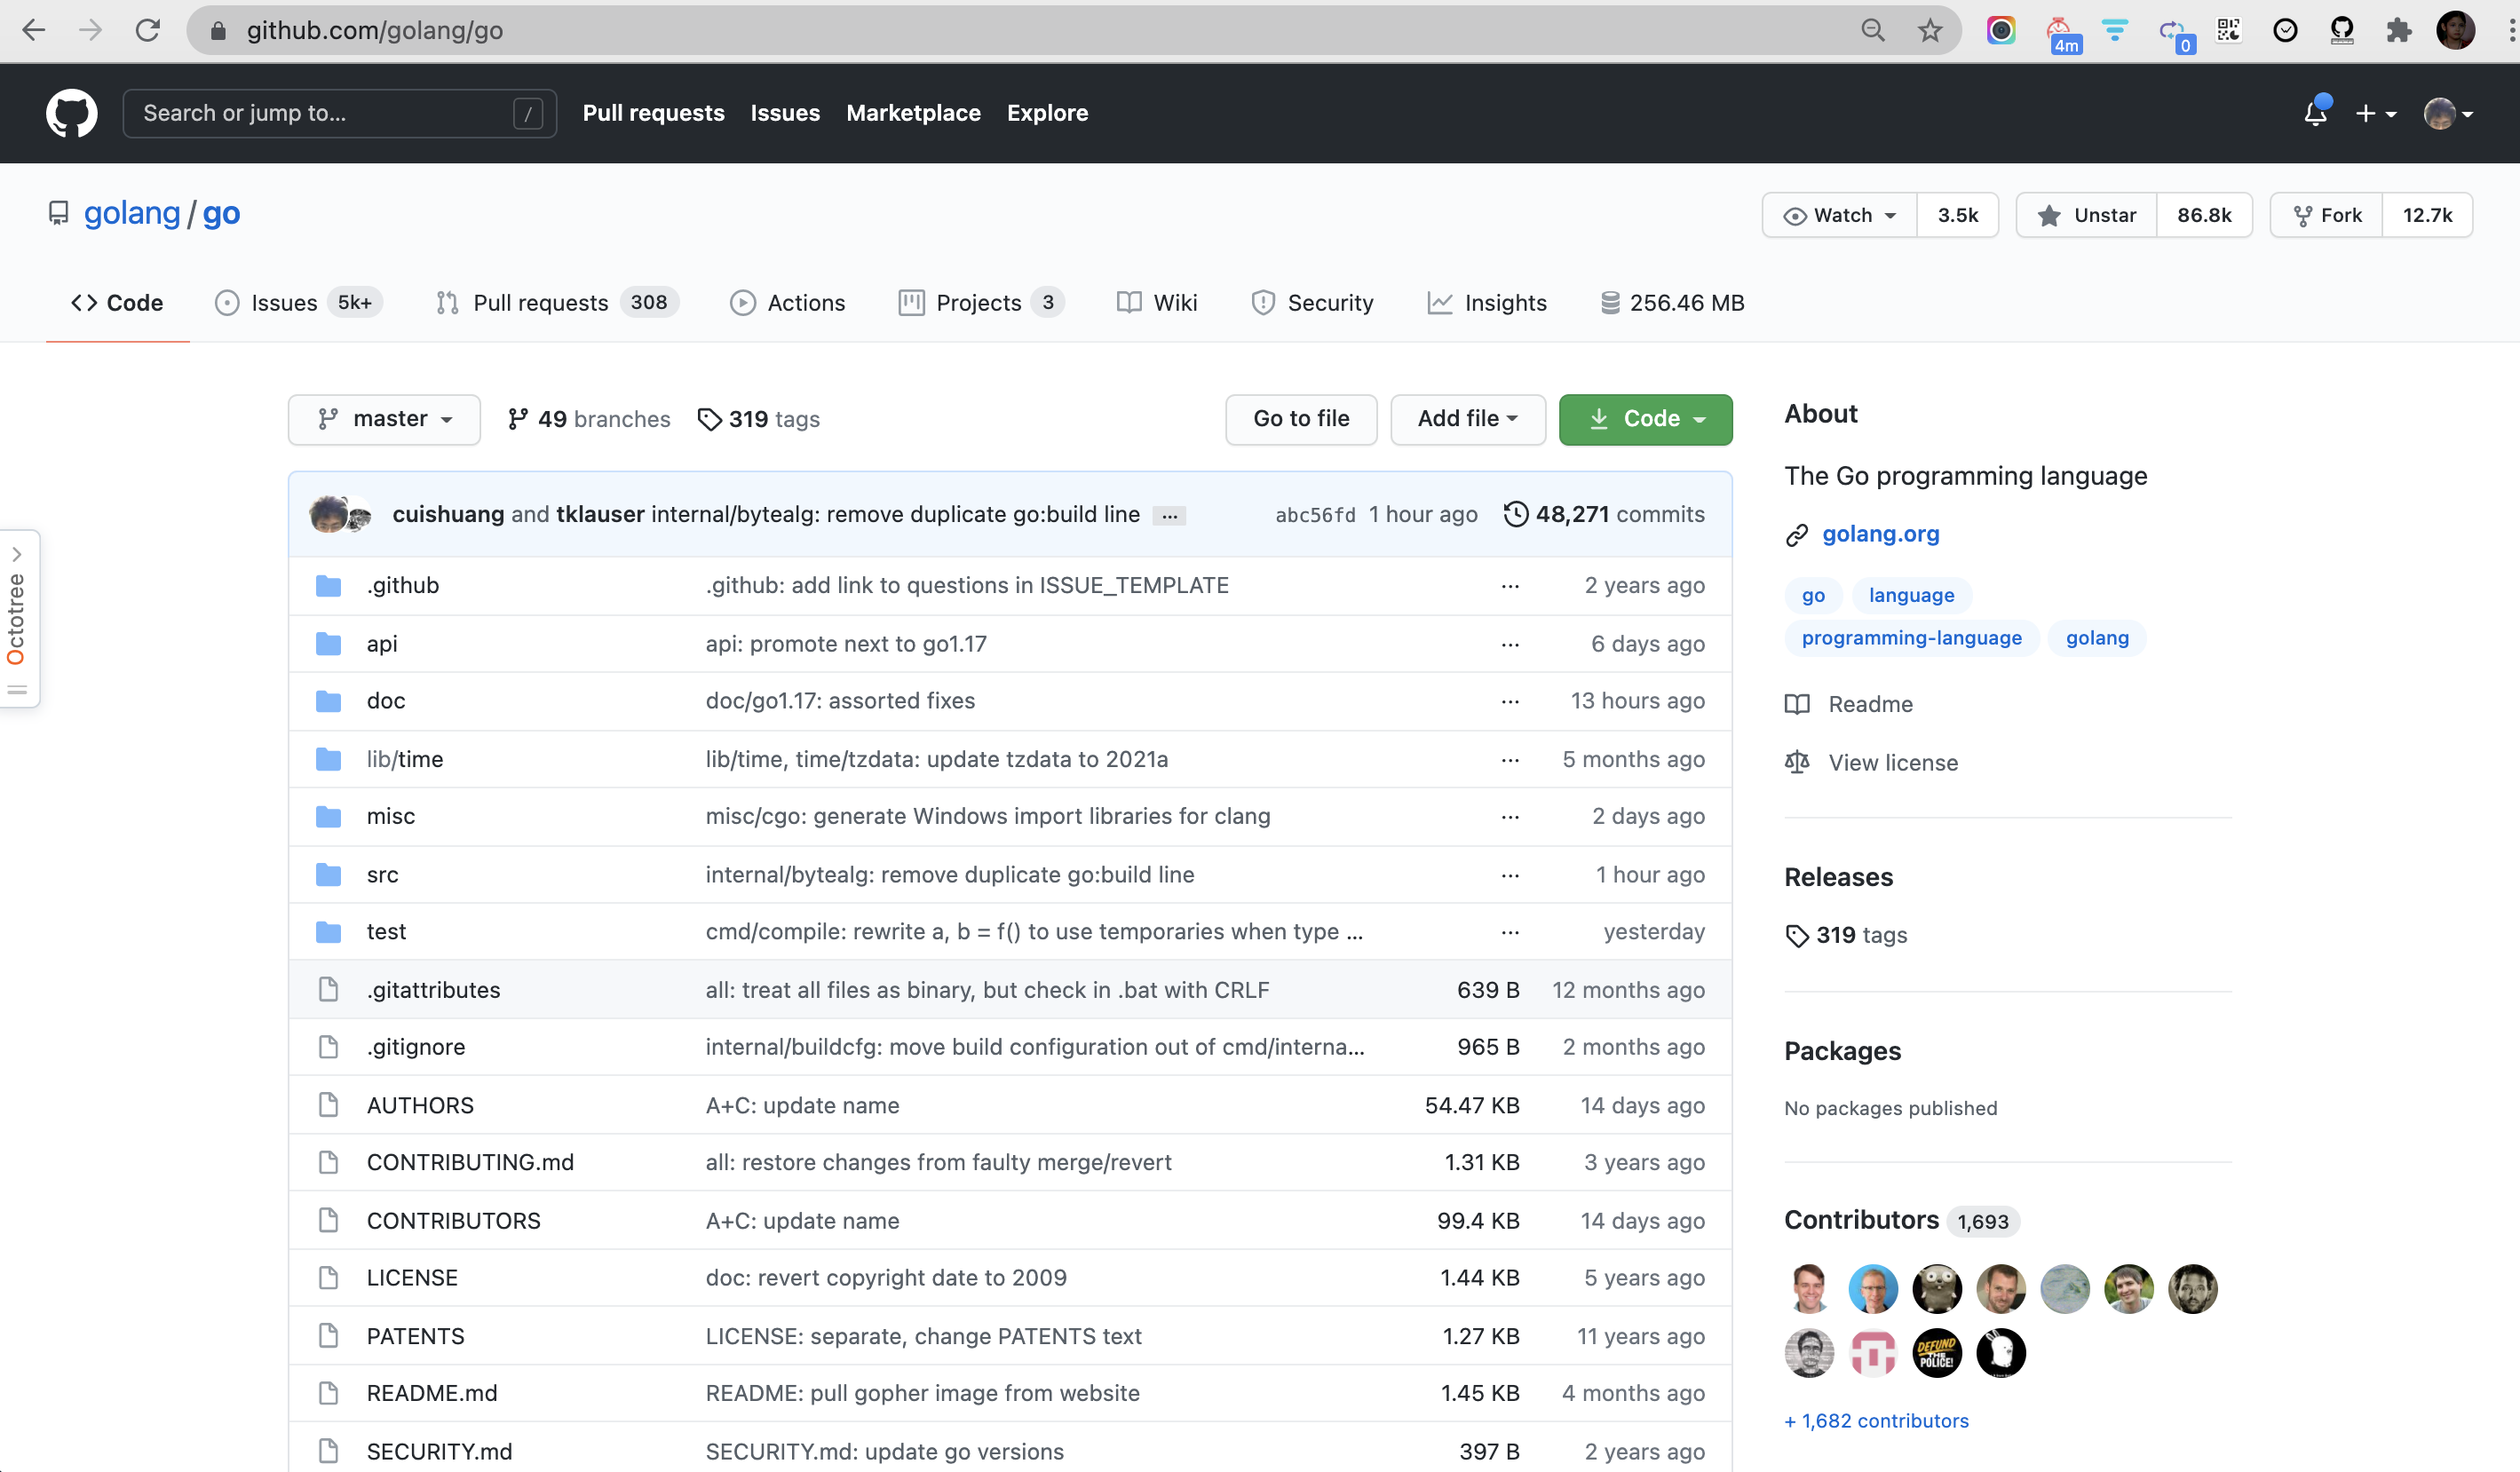 github.com/golang/go
4m
0
Search or jump to...
/
Pull requests
Issues
Marketplace
Explore
golang / go
Watch
3.5k
Unstar
86.8k
Fork
12.7k
Code
Issues
5k+
Pull requests
308
Actions
Projects
3
Wiki
Security
Insights
256.46 MB
master
49 branches
319 tags
Go to file
Add file
Code
cuishuang and tklauser internal/bytealg: remove duplicate go:build line ...
abc56fd 1 hour ago
48,271 commits
.github .github: add link to questions in ISSUE_TEMPLATE ... 2 years ago
api api: promote next to go1.17 ... 6 days ago
doc doc/go1.17: assorted fixes ... 13 hours ago
lib/time lib/time, time/tzdata: update tzdata to 2021a ... 5 months ago
misc misc/cgo: generate Windows import libraries for clang ... 2 days ago
src internal/bytealg: remove duplicate go:build line ... 1 hour ago
test cmd/compile: rewrite a, b = f() to use temporaries when type ... ... yesterday
.gitattributes all: treat all files as binary, but check in .bat with CRLF 639 B 12 months ago
.gitignore internal/buildcfg: move build configuration out of cmd/interna... 965 B 2 months ago
AUTHORS A+C: update name 54.47 KB 14 days ago
CONTRIBUTING.md all: restore changes from faulty merge/revert 1.31 KB 3 years ago
CONTRIBUTORS A+C: update name 99.4 KB 14 days ago
LICENSE doc: revert copyright date to 2009 1.44 KB 5 years ago
PATENTS LICENSE: separate, change PATENTS text 1.27 KB 11 years ago
README.md README: pull gopher image from website 1.45 KB 4 months ago
SECURITY.md SECURITY.md: update go versions 397 B 2 years ago
Octotree
About
The Go programming language
golang.org
go
language
programming-language
golang
Readme
View license
Releases
319 tags
Packages
No packages published
Contributors 1,693
DEFUND
THE
POLICE!
+ 1,682 contributors